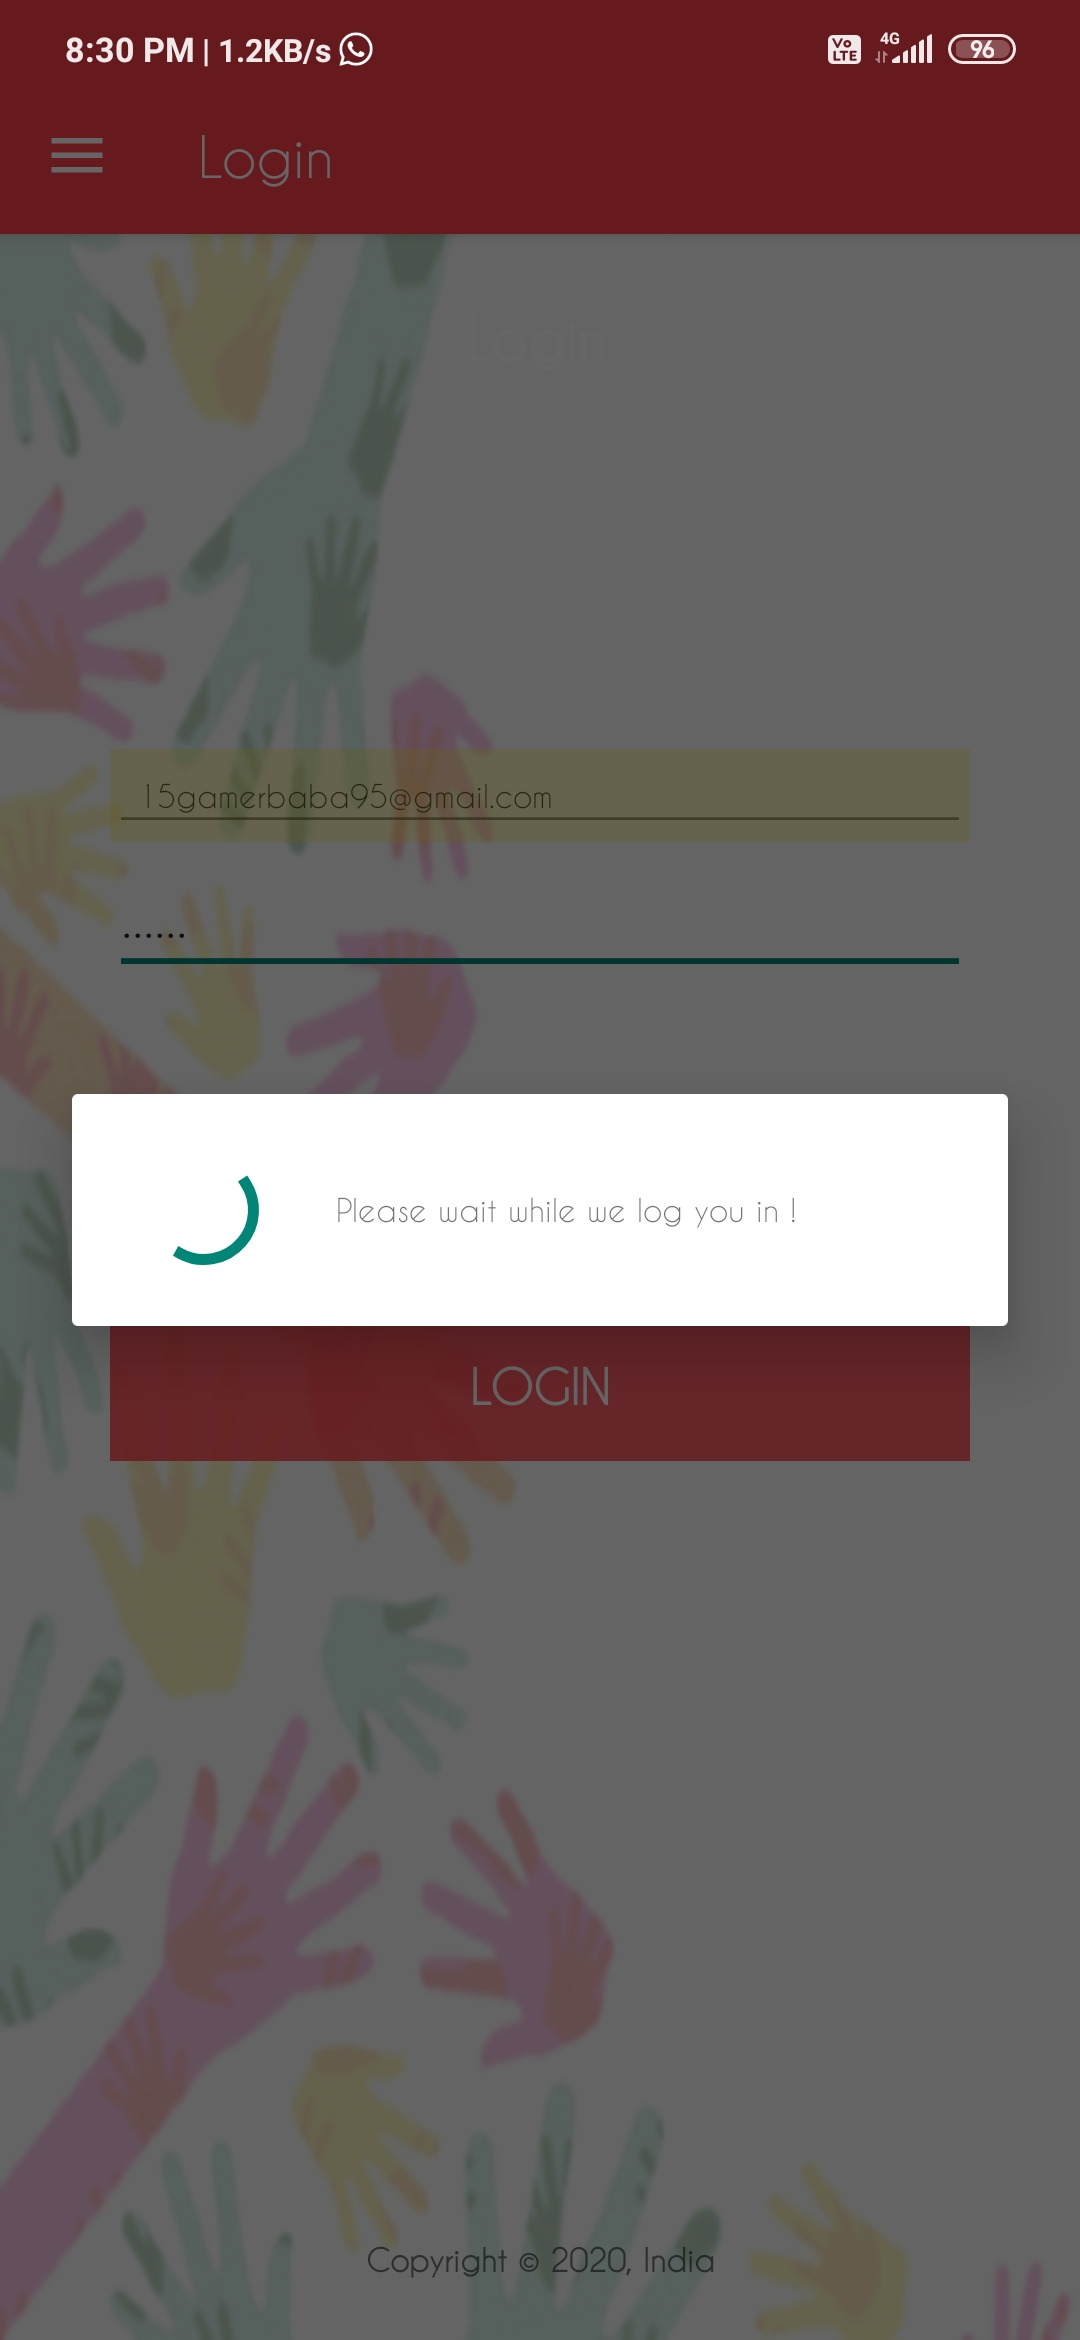 8:30 PM | 1.2KB/s
Vo LTE 4G 96
Login
Login
15gamerbaba95@gmail.com
......
Please wait while we log you in !
LOGIN
Copyright © 2020, India